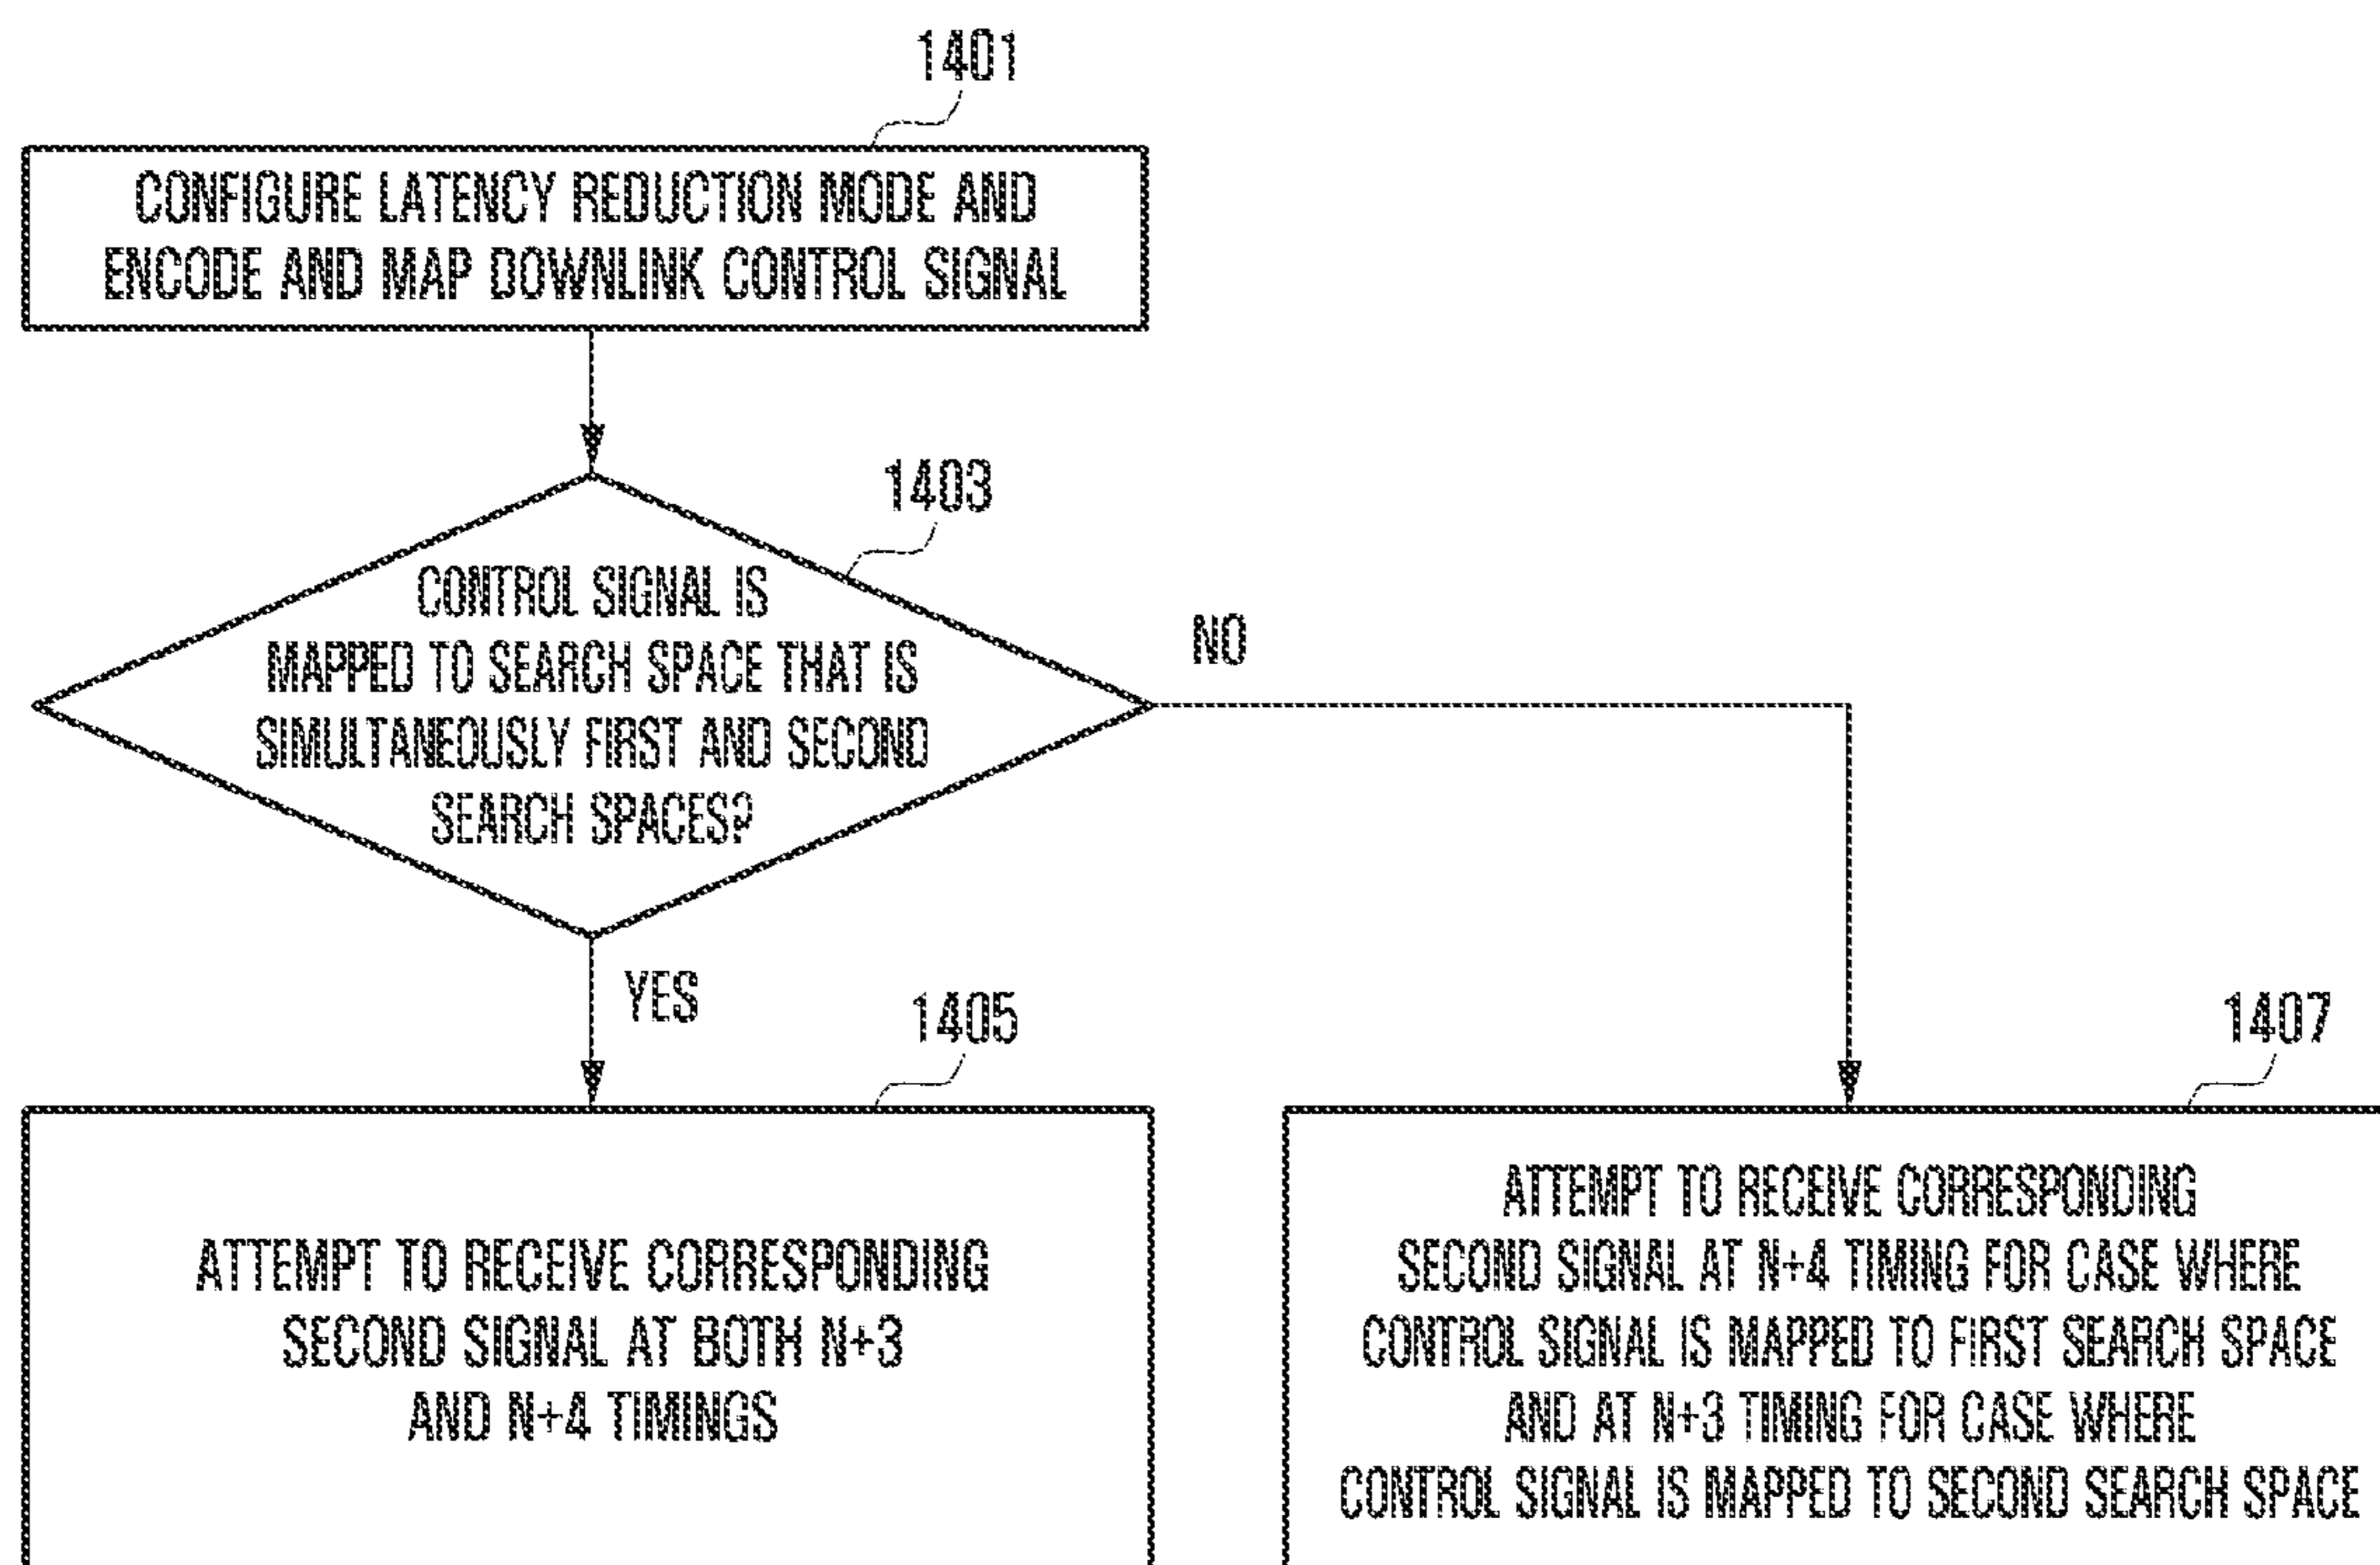 1401
CONFIGURE LATENCY REDUCTION MODE AND
ENCODE AND MAP DOWNLINK CONTROL SIGNAL
1403
CONTROL SIGNAL IS
MAPPED TO SEARCH SPACE THAT IS
SIMULTANEOUSLY FIRST AND SECOND
SEARCH SPACES?
NO
YES
1405
ATTEMPT TO RECEIVE CORRESPONDING
SECOND SIGNAL AT BOTH N+3
AND N+4 TIMINGS
1407
ATTEMPT TO RECEIVE CORRESPONDING
SECOND SIGNAL AT N+4 TIMING FOR CASE WHERE
CONTROL SIGNAL IS MAPPED TO FIRST SEARCH SPACE
AND AT N+3 TIMING FOR CASE WHERE
CONTROL SIGNAL IS MAPPED TO SECOND SEARCH SPACE